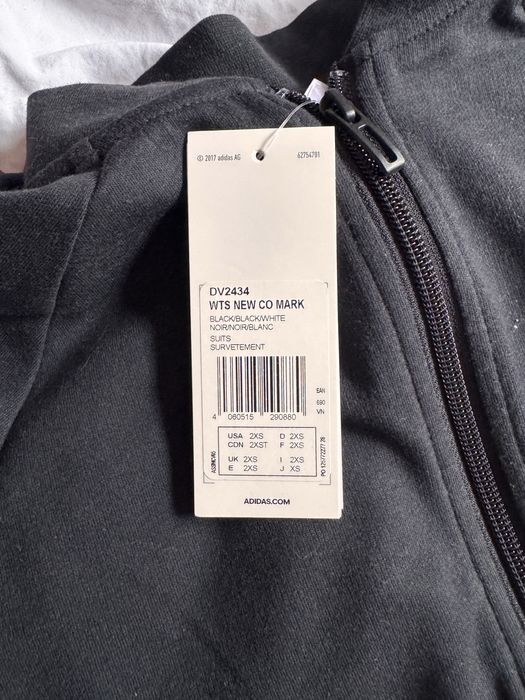 © 2017 adidas AG 62754701
DV2434
WTS NEW CO MARK
BLACK/BLACK/WHITE
NOIR/NOIR/BLANC
SUITS
SURVETEMENT
EAN
690
VN
4 060515 290880
USA 2XS D 2XS
CDN 2XST F 2XS
UK 2XS I 2XS
E 2XS J XS
ADIDAS.COM